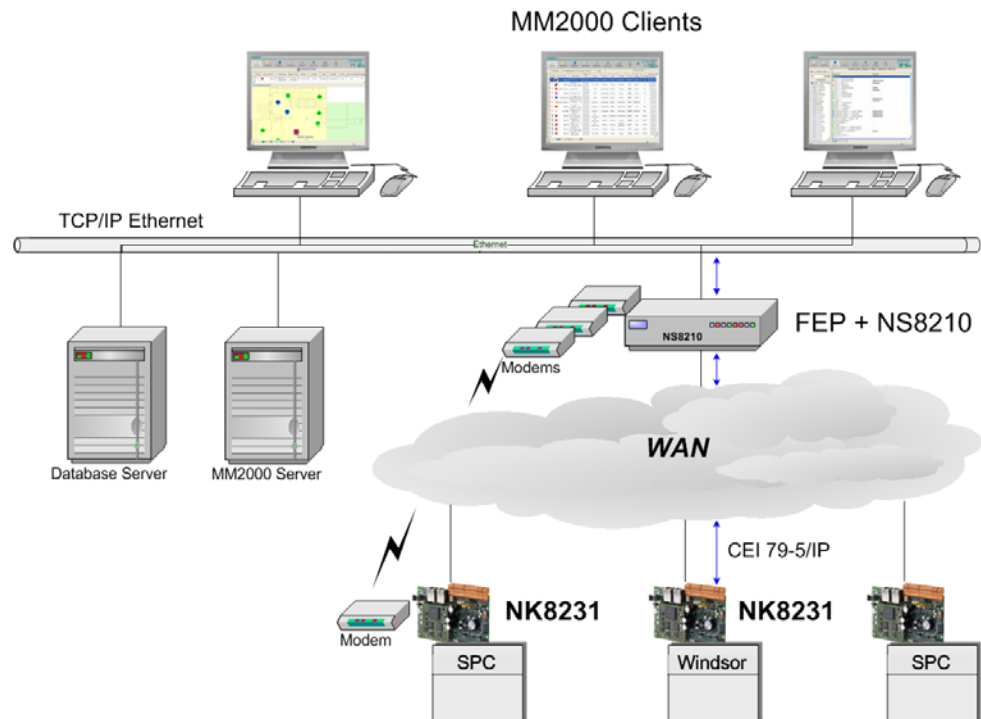 MM2000 Clients
TCP/IP Ethernet
Ethernet
NS8210
FEP + NS8210
Modems
WAN
Database Server
MM2000 Server
CEI 79-5/IP
NK8231
NK8231
Modem
SPC
Windsor
SPC